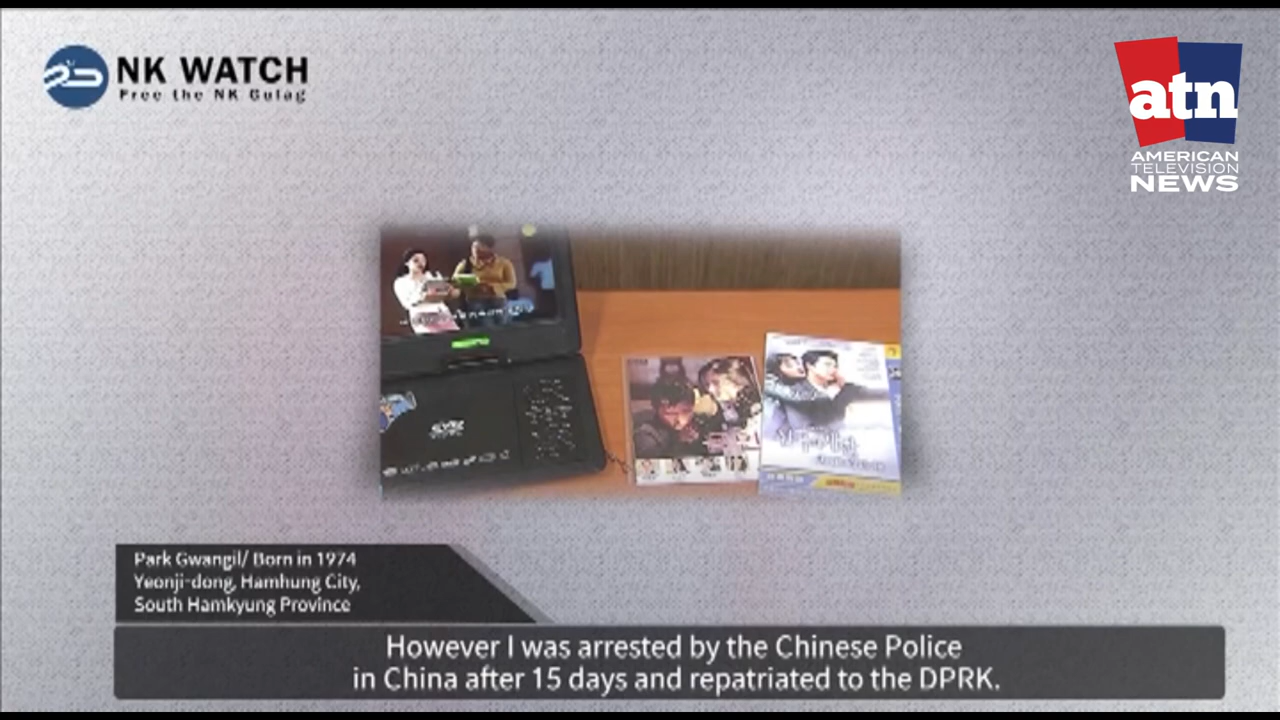 NK WATCH
Free the NK Gulag
atn
AMERICAN
TELEVISION
NEWS
Park Gwangil/ Born in 1974
Yeonji-dong, Hamhung City,
South Hamkyung Province
However I was arrested by the Chinese Police
in China after 15 days and repatriated to the DPRK.